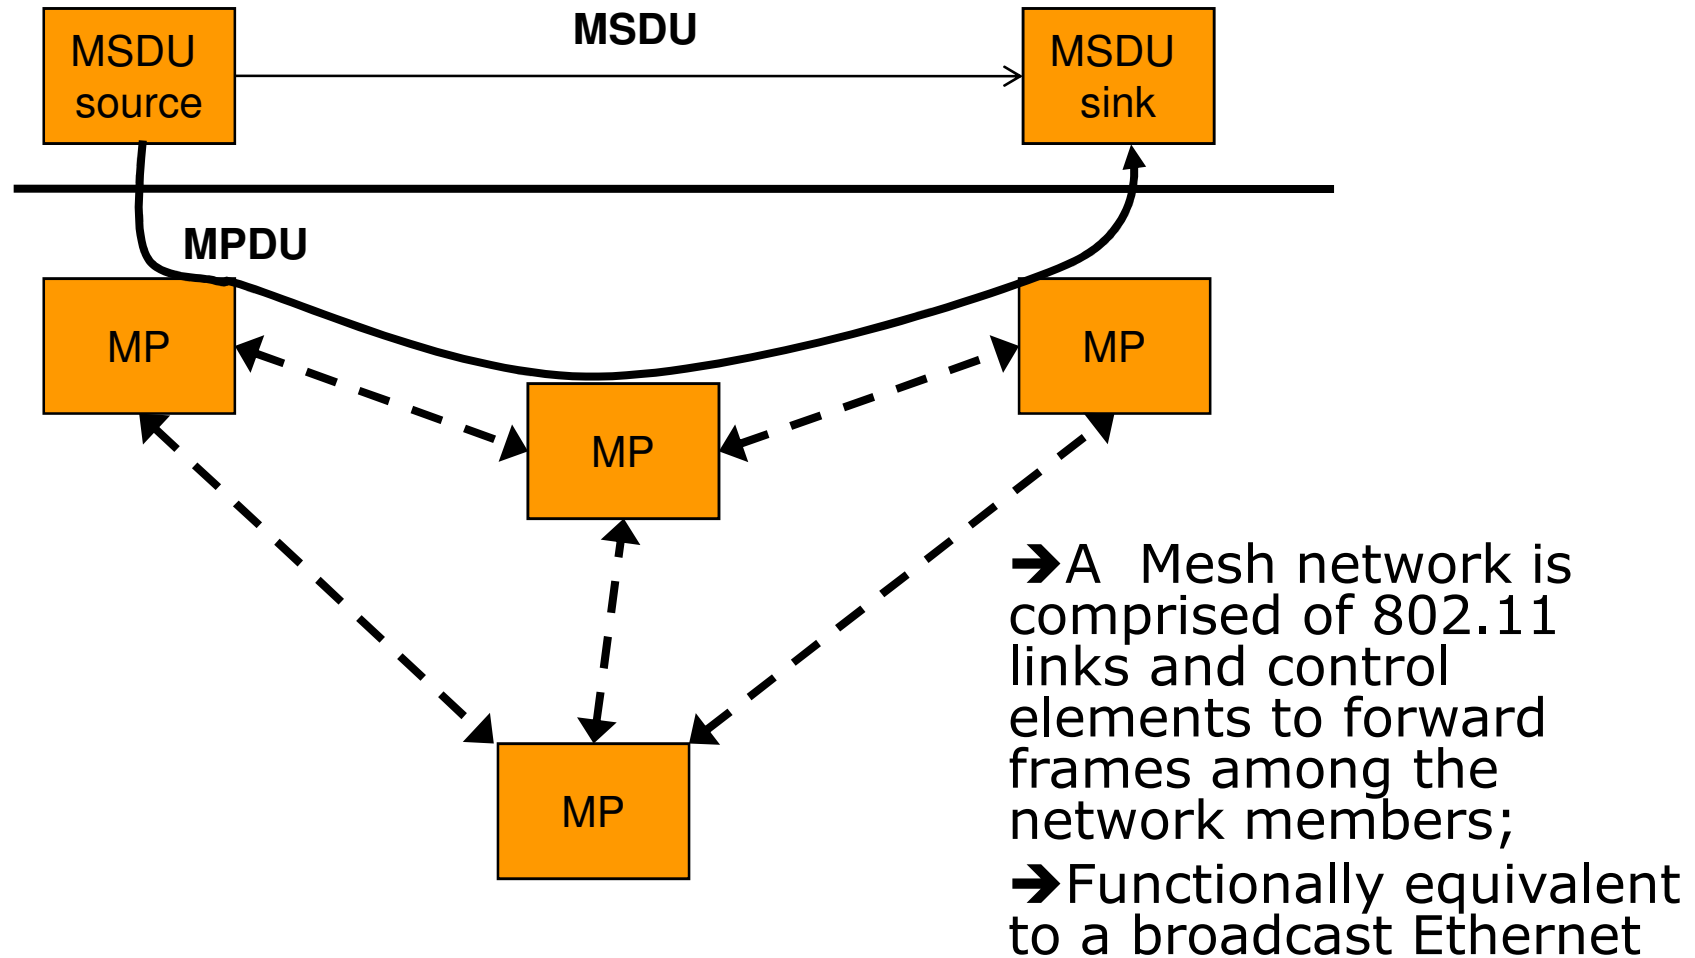 MSDU
source
MSDU
MSDU
sink
MPDU
MP
MP
MP
MP
➔A Mesh network is
comprised of 802.11
links and control
elements to forward
frames among the
network members;
➔Functionally equivalent
to a broadcast Ethernet